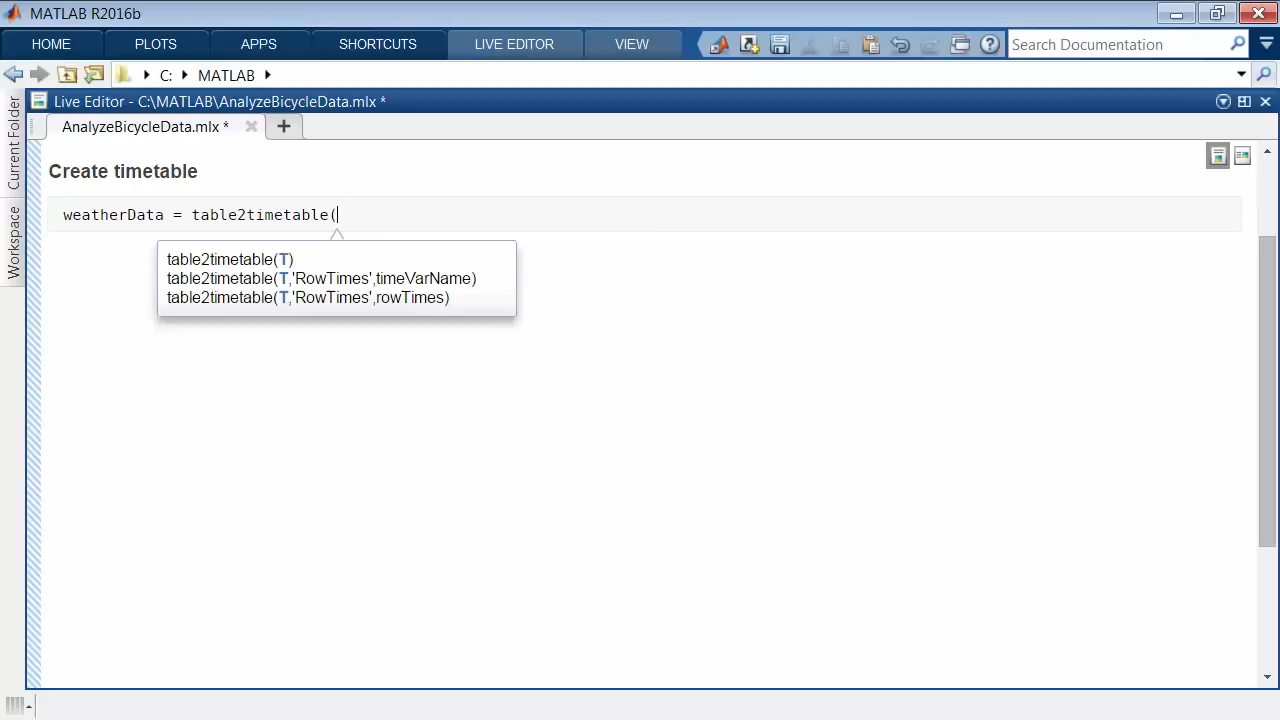 MATLAB R2016b
HOME PLOTS APPS SHORTCUTS LIVE EDITOR VIEW Search Documentation
C: MATLAB
Current Folder
Workspace
Live Editor - C:\MATLAB\AnalyzeBicycleData.mlx *
AnalyzeBicycleData.mlx *
Create timetable
weatherData = table2timetable(
table2timetable(T)
table2timetable(T,'RowTimes',timeVarName)
table2timetable(T,'RowTimes',rowTimes)